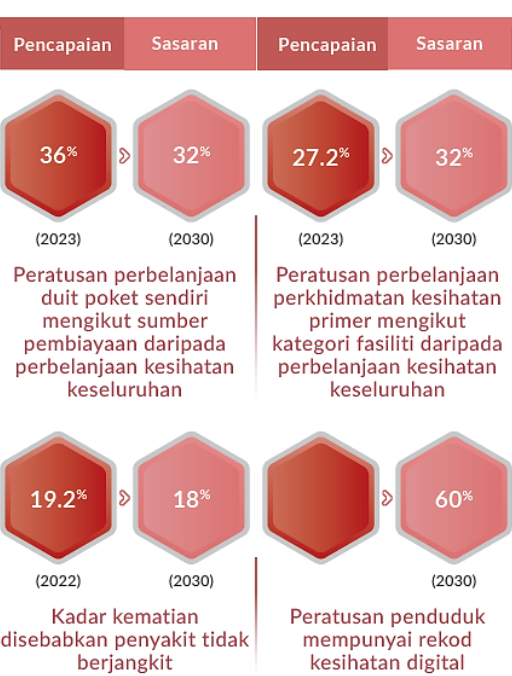 Pencapaian Sasaran Pencapaian Sasaran
36% 32%
(2023) (2030)
Peratusan perbelanjaan
duit poket sendiri
mengikut sumber
pembiayaan daripada
perbelanjaan kesihatan
keseluruhan
27.2% 32%
(2023) (2030)
Peratusan perbelanjaan
perkhidmatan kesihatan
primer mengikut
kategori fasiliti daripada
perbelanjaan kesihatan
keseluruhan
19.2% 18%
(2022) (2030)
Kadar kematian
disebabkan penyakit tidak
berjangkit
60%
(2030)
Peratusan penduduk
mempunyai rekod
kesihatan digital